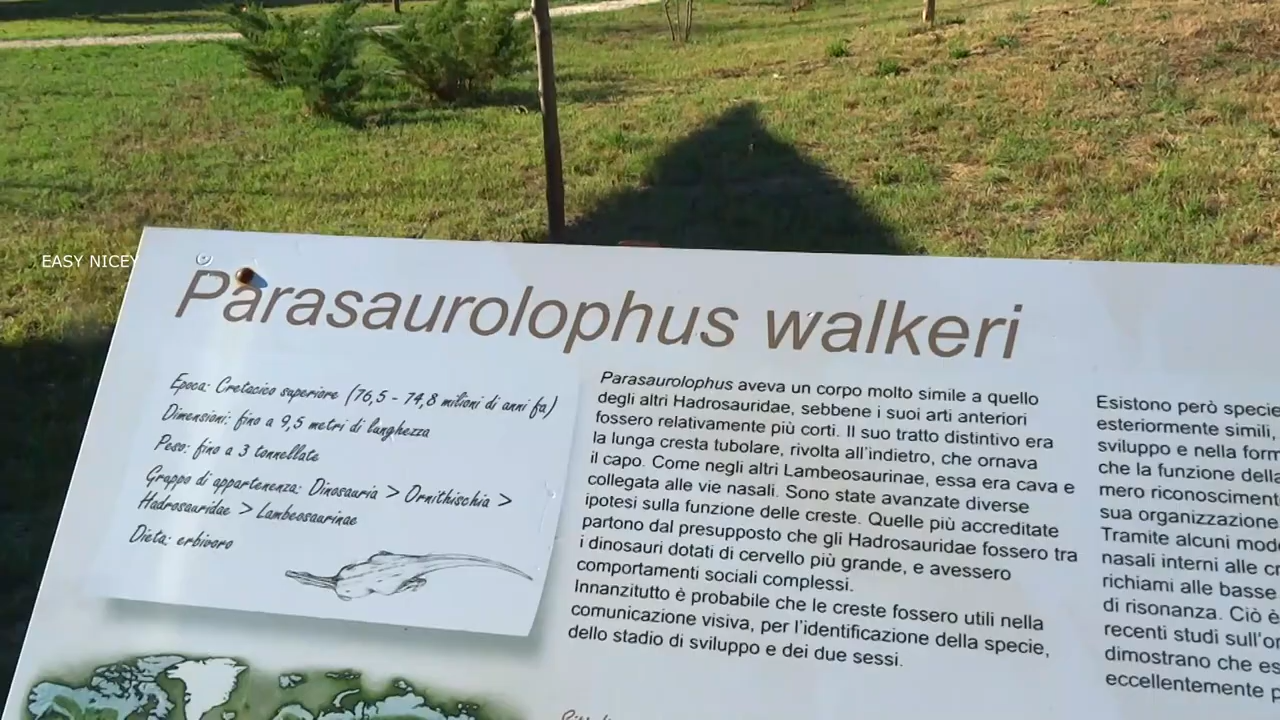 EASY NICEY
Parasaurolophus walkeri
Epoca: Cretacico superiore (76,5 - 74,8 milioni di anni fa)
Dimensioni: fino a 9,5 metri di lunghezza
Peso: fino a 3 tonnellate
Gruppo di appartenenza: Dinosauria > Ornithischia >
Hadrosauridae > Lambeosaurinae
Dieta: erbivoro
Parasaurolophus aveva un corpo molto simile a quello
degli altri Hadrosauridae, sebbene i suoi arti anteriori
fossero relativamente più corti. Il suo tratto distintivo era
la lunga cresta tubolare, rivolta all'indietro, che ornava
il capo. Come negli altri Lambeosaurinae, essa era cava e
collegata alle vie nasali. Sono state avanzate diverse
ipotesi sulla funzione delle creste. Quelle più accreditate
partono dal presupposto che gli Hadrosauridae fossero tra
i dinosauri dotati di cervello più grande, e avessero
comportamenti sociali complessi.
Innanzitutto è probabile che le creste fossero utili nella
comunicazione visiva, per l'identificazione della specie,
dello stadio di sviluppo e dei due sessi.
Esistono però specie
esteriormente simili,
sviluppo e nella form
che la funzione della
mero riconosciment
sua organizzazione
Tramite alcuni mod
nasali interni alle cr
richiami alle basse
di risonanza. Ciò è
recenti studi sull'or
dimostrano che es
eccellentemente p